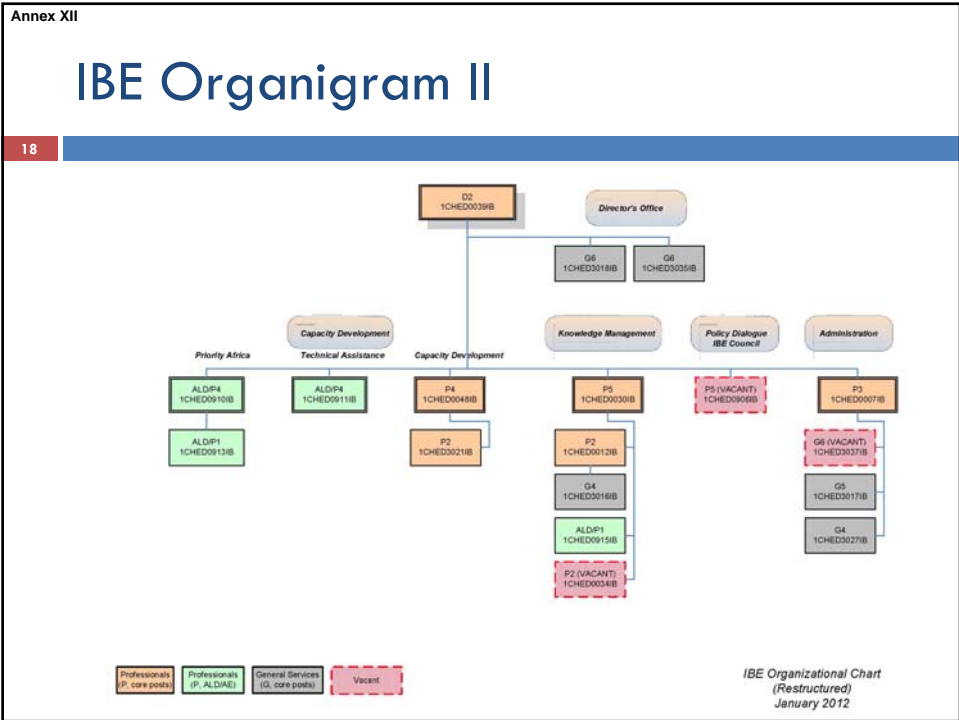 Annex XII
IBE Organigram II
18
D2
1CHED0039IB
Director's Office
G6
1CHED3018IB
G6
1CHED3035IB
Capacity Development
Knowledge Management
Policy Dialogue
IBE Council
Administration
Priority Africa
Technical Assistance
Capacity Development
ALD/P4
1CHED0910IB
ALD/P4
1CHED0911IB
P4
1CHED0048IB
P5
1CHED0030IB
P5 (VACANT)
1CHED0906IB
P3
1CHED0007IB
ALD/P1
1CHED0913IB
P2
1CHED3021IB
P2
1CHED0012IB
G6 (VACANT)
1CHED3037IB
G4
1CHED3016IB
G5
1CHED3017IB
ALD/P1
1CHED0915IB
G4
1CHED3027IB
P2 (VACANT)
1CHED0034IB
Professionals
(P, core posts)
Professionals
(P, ALD/AE)
General Services
(G, core posts)
Vacant
IBE Organizational Chart
(Restructured)
January 2012